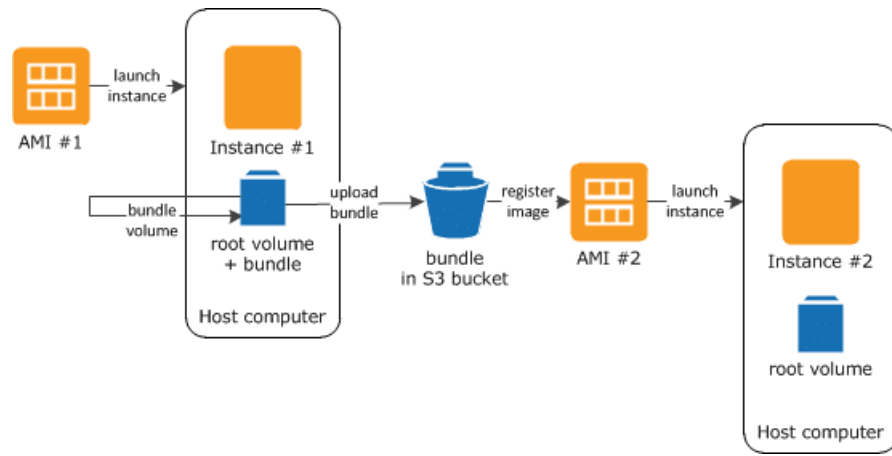 launch
instance
AMI #1
Instance #1
bundle
volume
root volume
+ bundle
Host computer
upload
bundle
bundle
in S3 bucket
register
image
AMI #2
launch
instance
Instance #2
root volume
Host computer